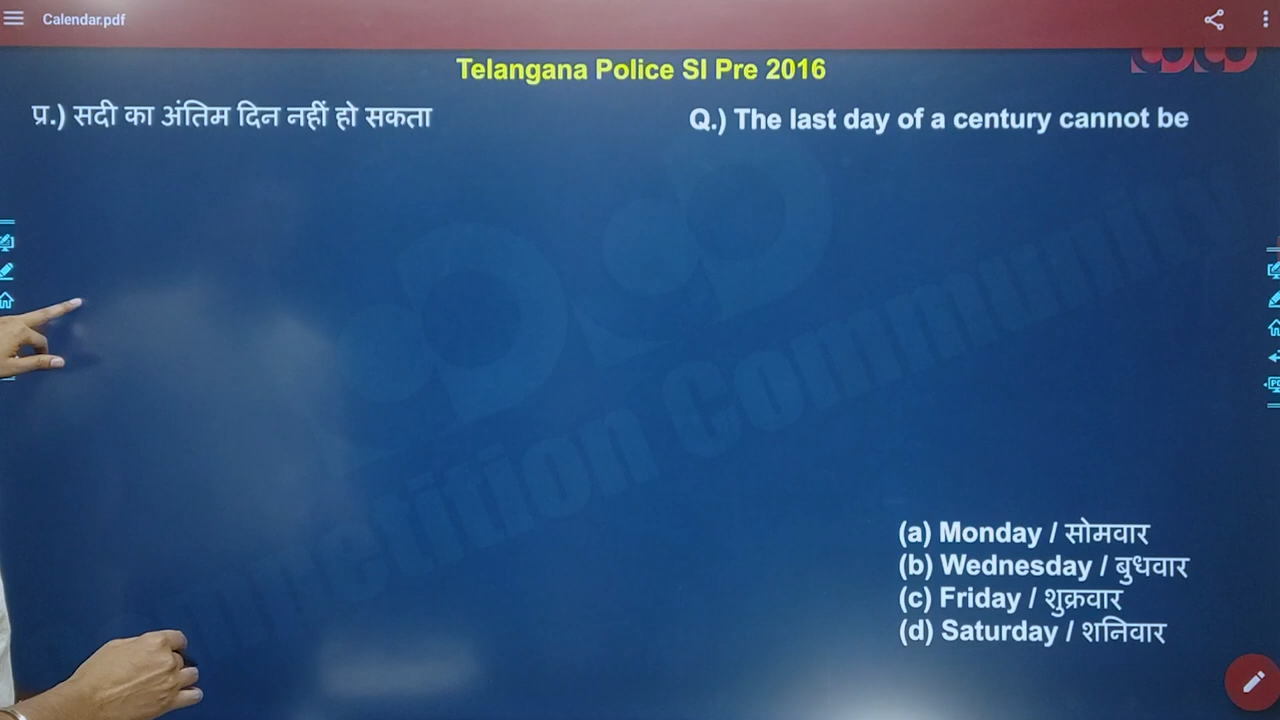 Calendar.pdf
Telangana Police SI Pre 2016
प्र.) सदी का अंतिम दिन नहीं हो सकता
Q.) The last day of a century cannot be
(a) Monday / सोमवार
(b) Wednesday / बुधवार
(c) Friday / शुक्रवार
(d) Saturday / शनिवार
Community